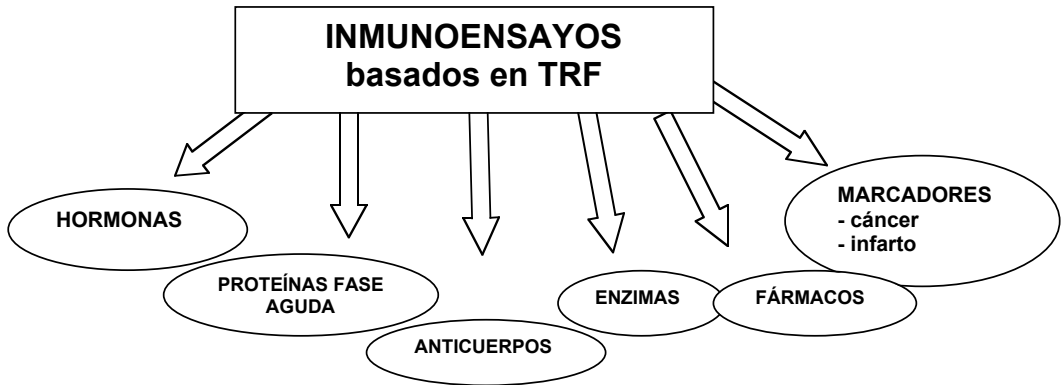 INMUNOENSAYOS
basados en TRF
HORMONAS
PROTEÍNAS FASE
AGUDA
ANTICUERPOS
ENZIMAS
FÁRMACOS
MARCADORES
- cáncer
- infarto